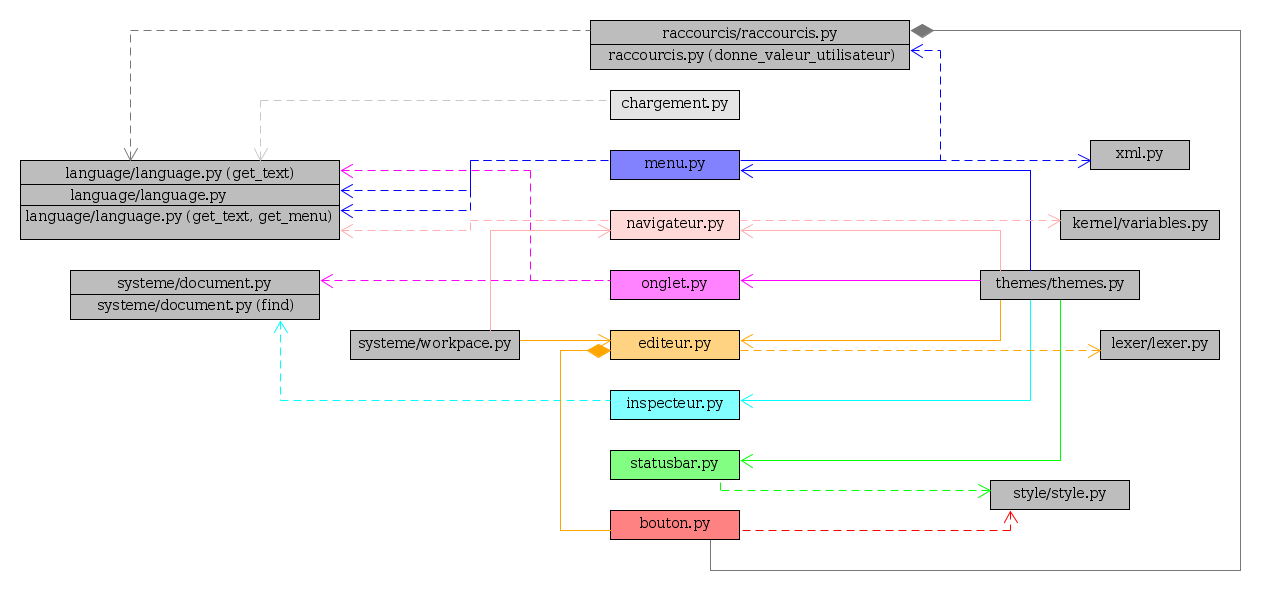 raccourcis/raccourcis.py
raccourcis.py (donne_valeur_utilisateur)
chargement.py
menu.py
xml.py
language/language.py (get_text)
language/language.py
language/language.py (get_text, get_menu)
navigateur.py
kernel/variables.py
systeme/document.py
systeme/document.py (find)
onglet.py
themes/themes.py
systeme/workpace.py
editeur.py
lexer/lexer.py
inspecteur.py
statusbar.py
style/style.py
bouton.py